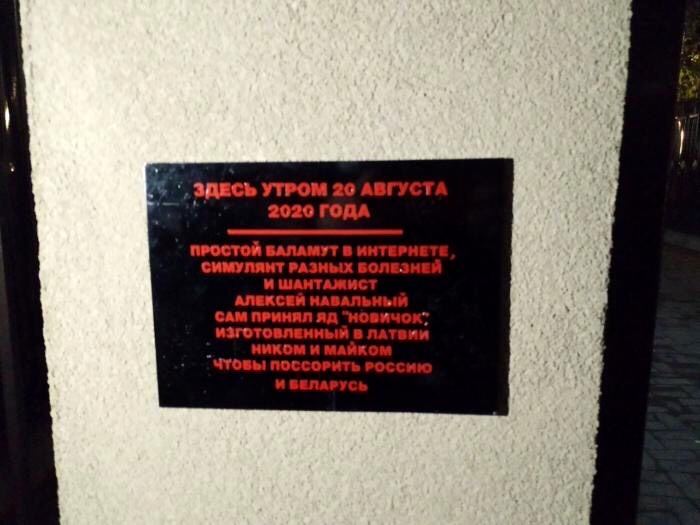 ЗДЕСЬ УТРОМ 20 АВГУСТА
2020 ГОДА
ПРОСТОЙ БАЛАМУТ В ИНТЕРНЕТЕ,
СИМУЛЯНТ РАЗНЫХ БОЛЕЗНЕЙ
И ШАНТАЖИСТ
АЛЕКСЕЙ НАВАЛЬНЫЙ
САМ ПРИНЯЛ ЯД "НОВИЧОК",
ИЗГОТОВЛЕННЫЙ В ЛАТВИИ
НИКОМ И МАЙКОМ
ЧТОБЫ ПОССОРИТЬ РОССИЮ
И БЕЛАРУСЬ